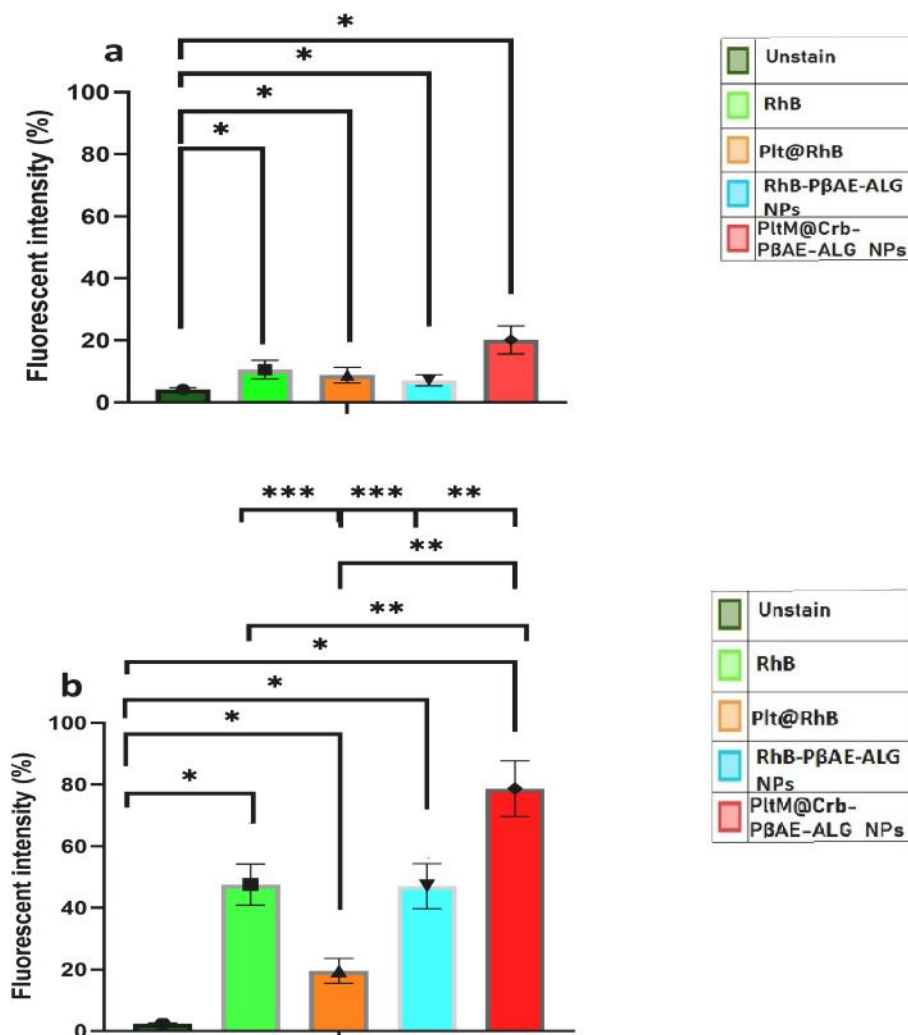 *
a
*
*
*
100
80
60
40
20
0
Fluorescent intensity (%)
Unstain
RhB
Plt@RhB
RhB-PβAE-ALG
NPs
PltM@Crb-
PβAE-ALG NPs
*** *** **
**
**
*
b
*
*
*
100
80
60
40
20
0
Fluorescent intensity (%)
Unstain
RhB
Plt@RhB
RhB-PβAE-ALG
NPs
PltM@Crb-
PβAE-ALG NPs